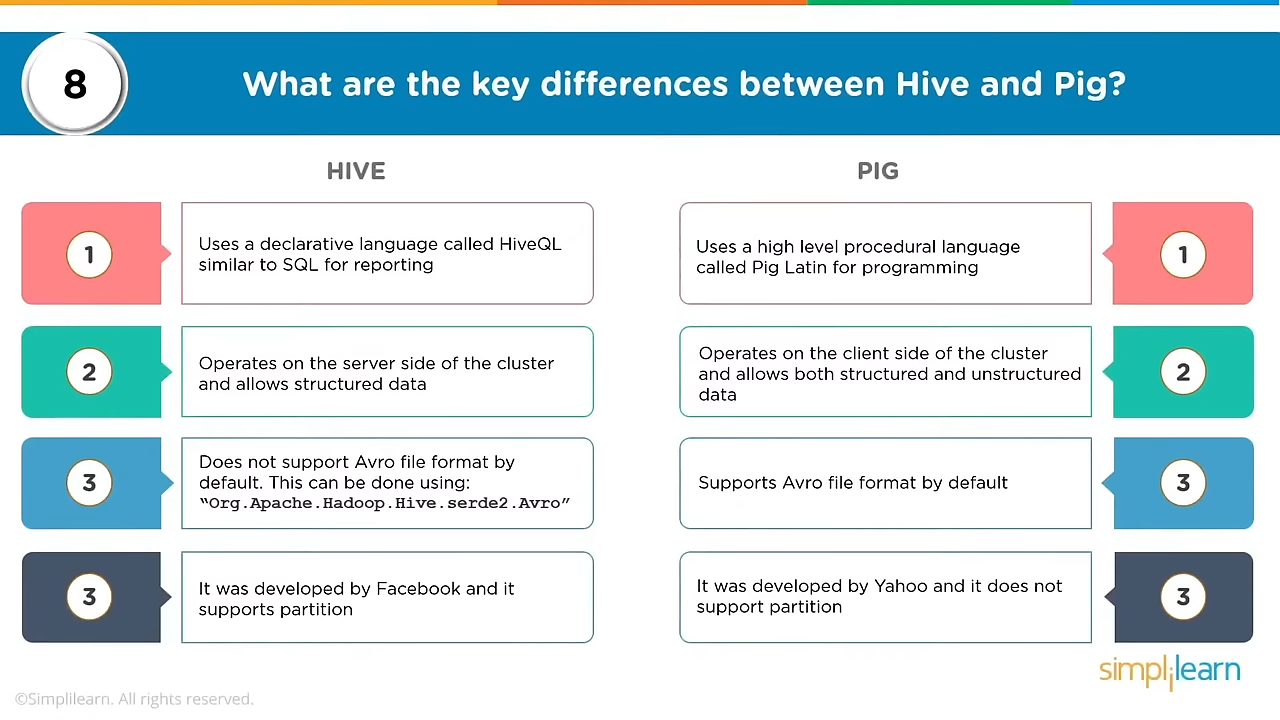 8
What are the key differences between Hive and Pig?
HIVE
PIG
1
Uses a declarative language called HiveQL
similar to SQL for reporting
Uses a high level procedural language
called Pig Latin for programming
1
2
Operates on the server side of the cluster
and allows structured data
Operates on the client side of the cluster
and allows both structured and unstructured
data
2
3
Does not support Avro file format by
default. This can be done using:
“Org.Apache.Hadoop.Hive.serde2.Avro”
Supports Avro file format by default
3
3
It was developed by Facebook and it
supports partition
It was developed by Yahoo and it does not
support partition
3
simplilearn
©Simplilearn. All rights reserved.